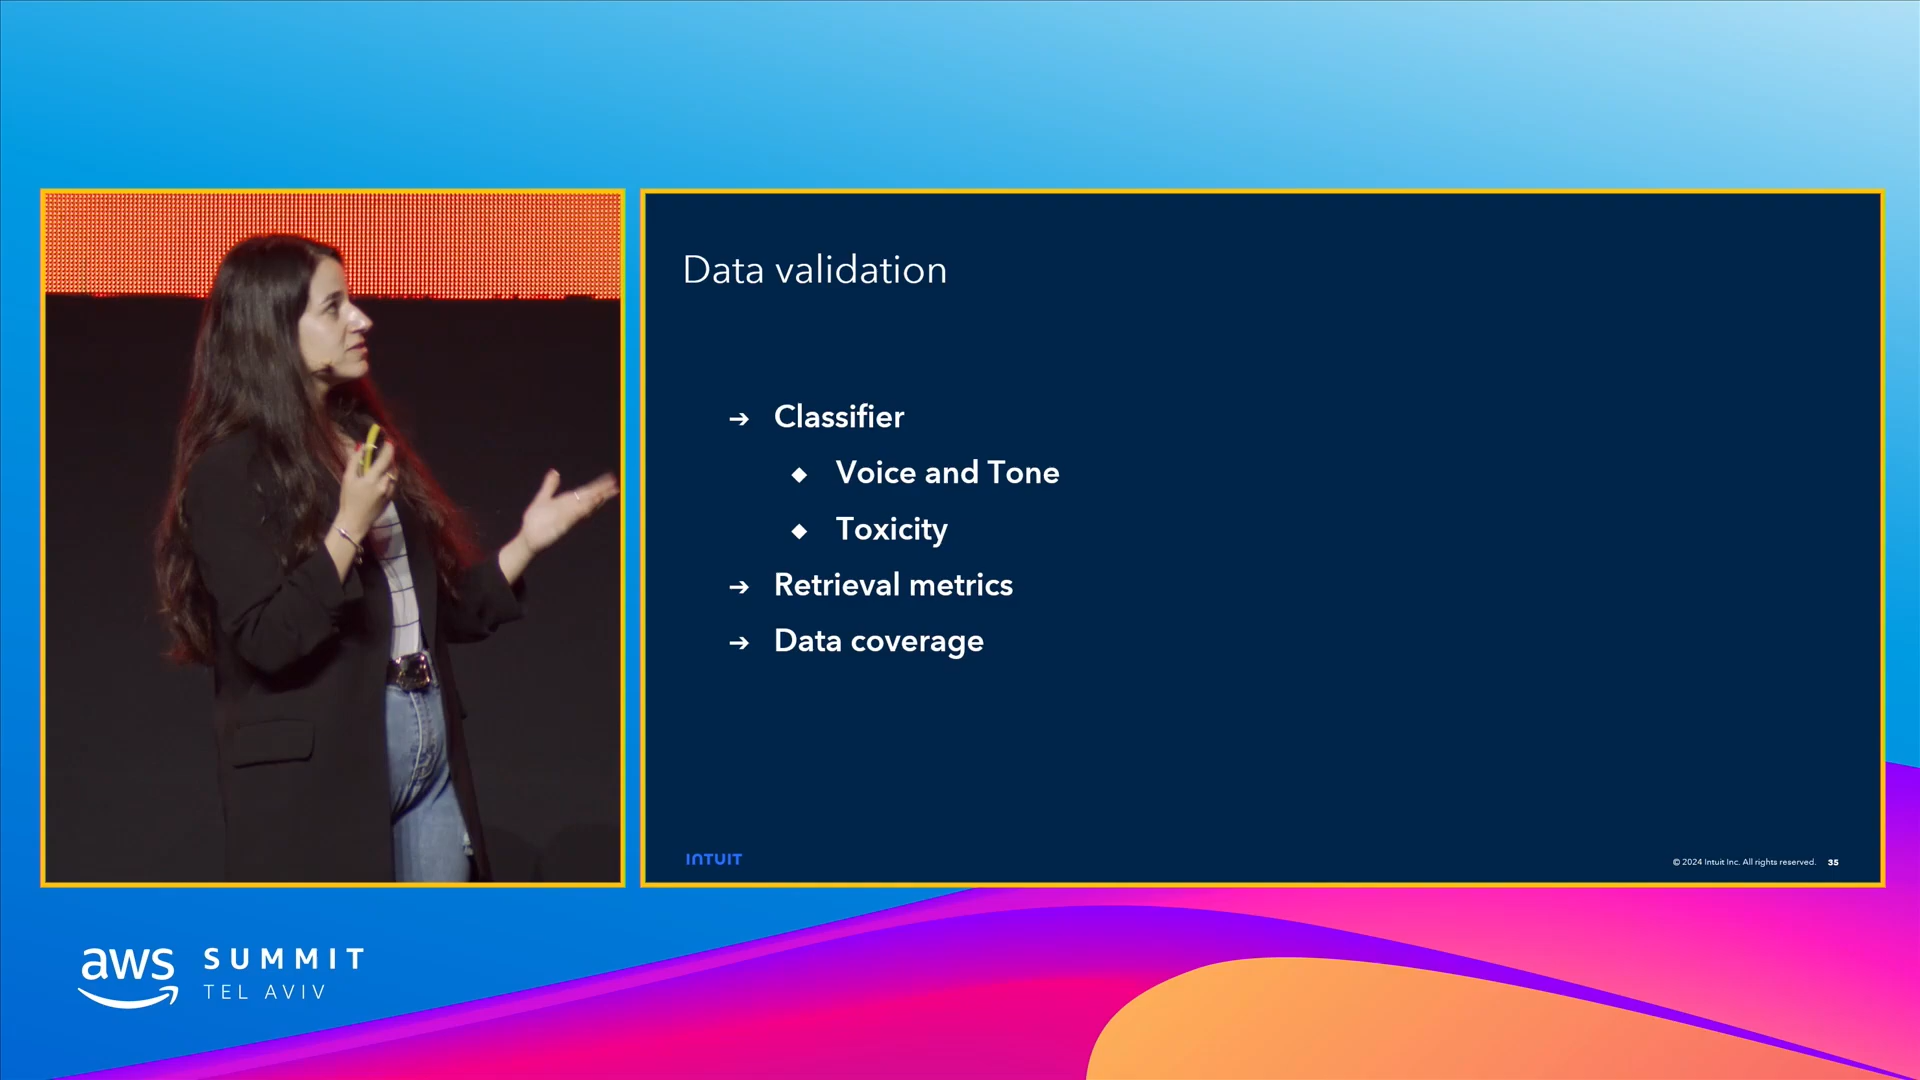 Data validation
➔ Classifier
◆ Voice and Tone
◆ Toxicity
➔ Retrieval metrics
➔ Data coverage
INTUIT
© 2024 Intuit Inc. All rights reserved. 35
aws SUMMIT
TEL AVIV